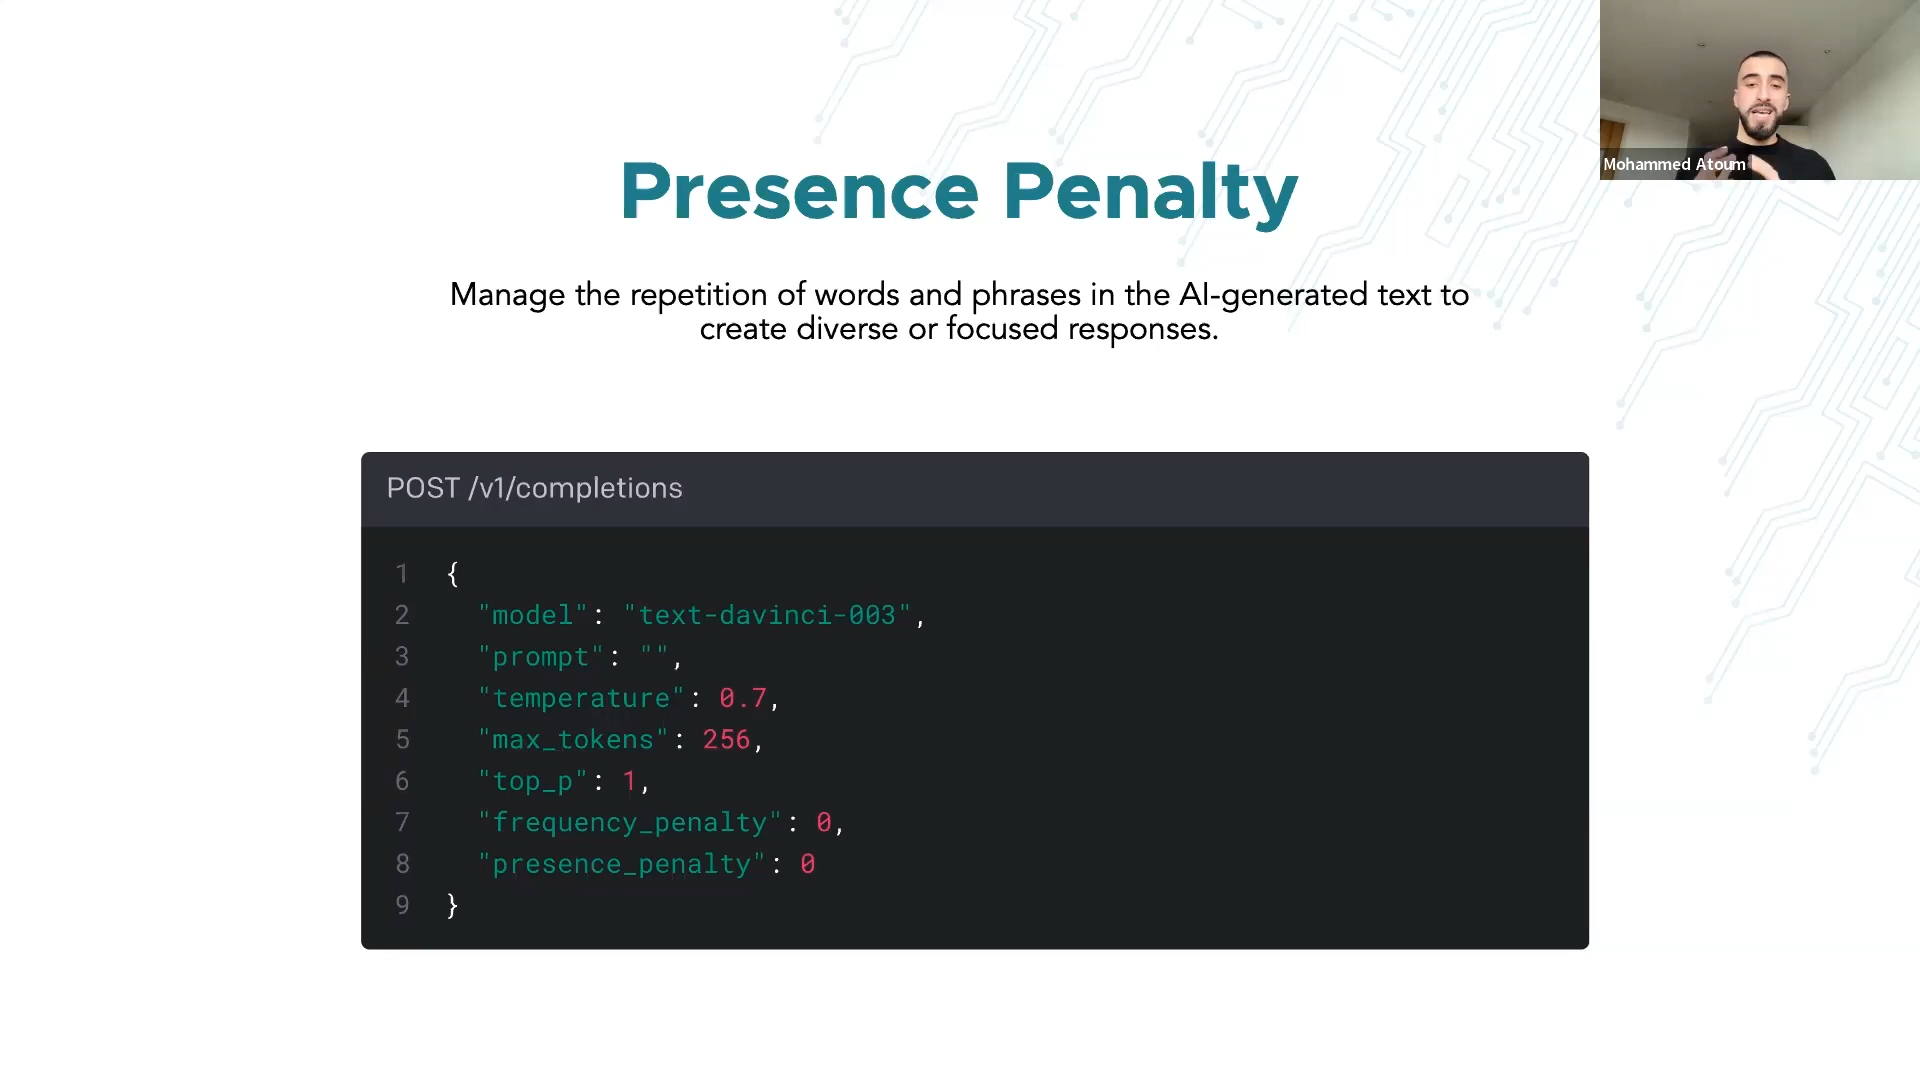 Mohammed Atoum
Presence Penalty
Manage the repetition of words and phrases in the AI-generated text to
create diverse or focused responses.
POST /v1/completions
1 {
2 "model": "text-davinci-003",
3 "prompt": "",
4 "temperature": 0.7,
5 "max_tokens": 256,
6 "top_p": 1,
7 "frequency_penalty": 0,
8 "presence_penalty": 0
9 }